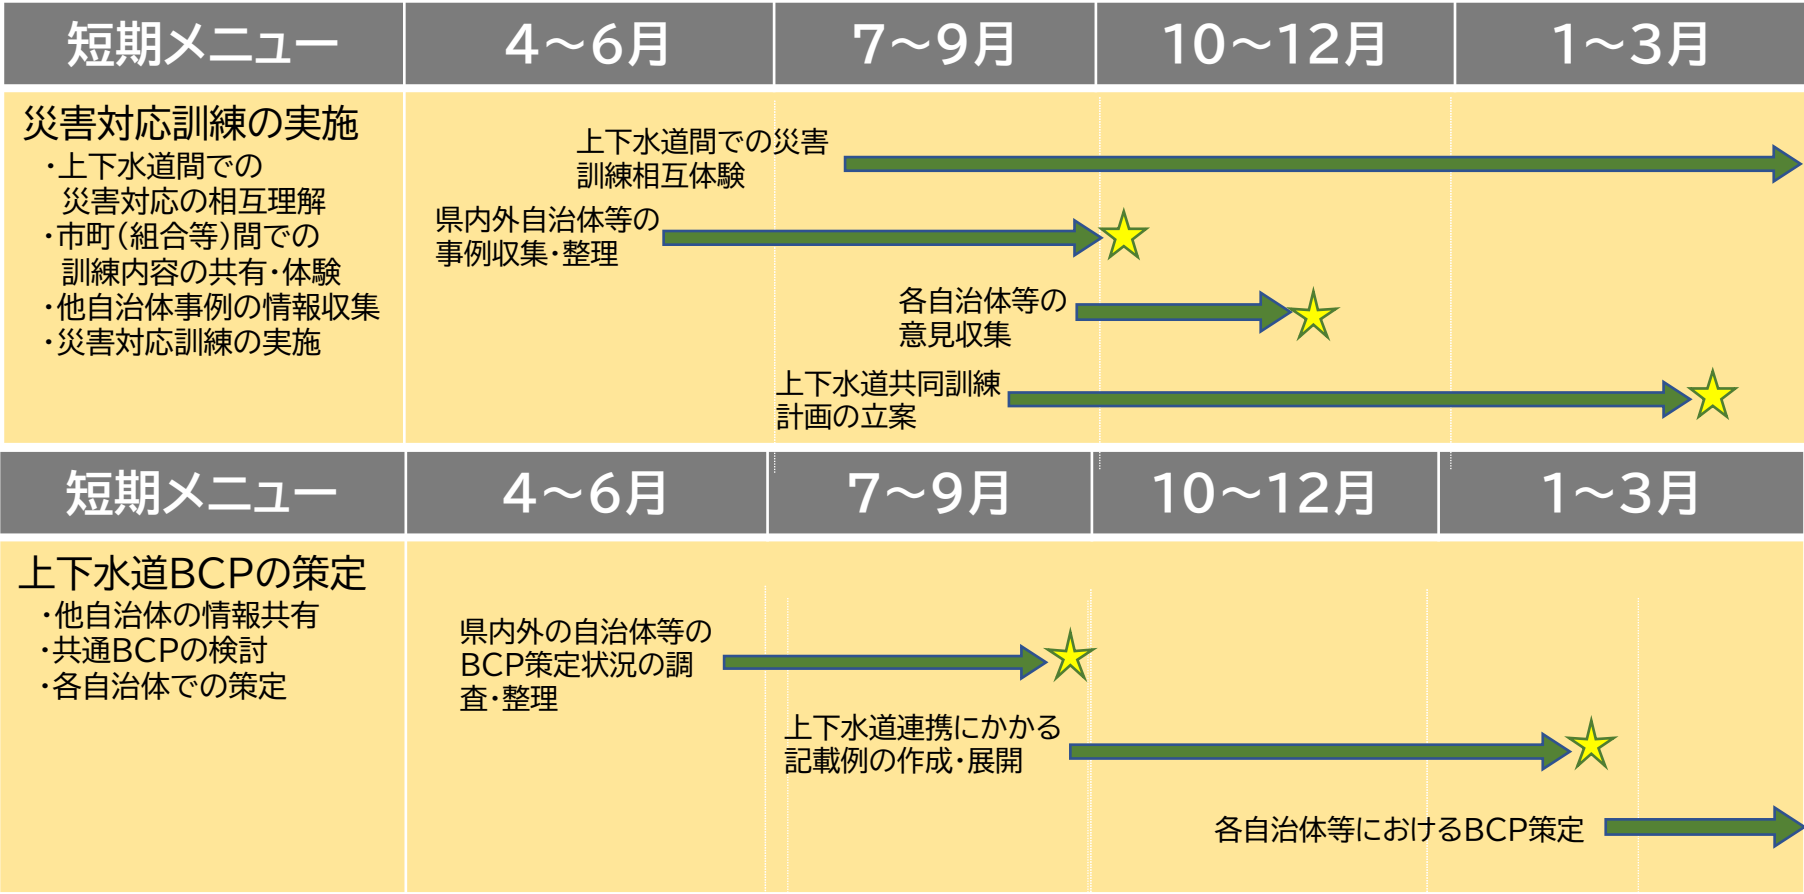 短期メニュー
4～6月
7～9月
10～12月
1～3月
災害対応訓練の実施
・上下水道間での
災害対応の相互理解
・市町（組合等）間での
訓練内容の共有・体験
・他自治体事例の情報収集
・災害対応訓練の実施
上下水道間での災害
訓練相互体験
県内外自治体等の
事例収集・整理
各自治体等の
意見収集
上下水道共同訓練
計画の立案
短期メニュー
4～6月
7～9月
10～12月
1～3月
上下水道BCPの策定
・他自治体の情報共有
・共通BCPの検討
・各自治体での策定
県内外の自治体等の
BCP策定状況の調
査・整理
上下水道連携にかかる
記載例の作成・展開
各自治体等におけるBCP策定